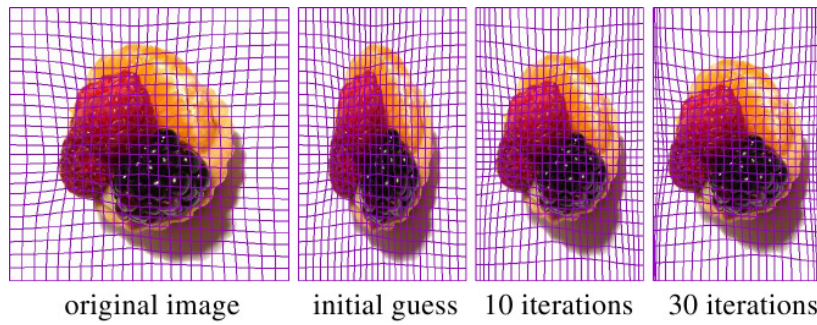 original image
initial guess
10 iterations
30 iterations